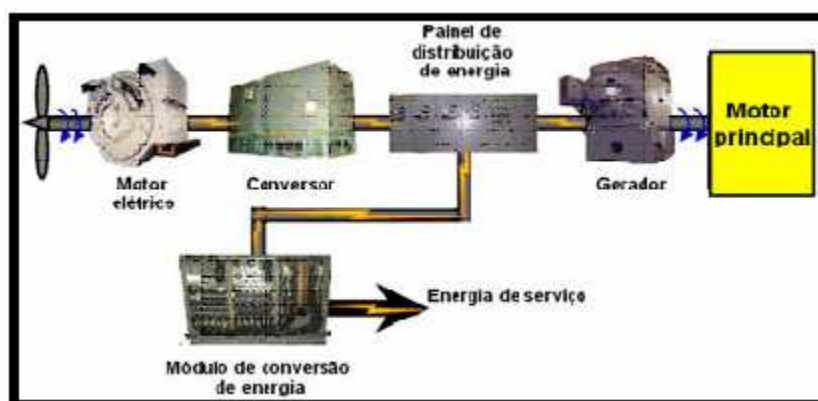 Painel de
distribuição
de energia
Motor
principal
Motor
elétrico
Conversor
Gerador
Energia de serviço
Módulo de conversão
de energia